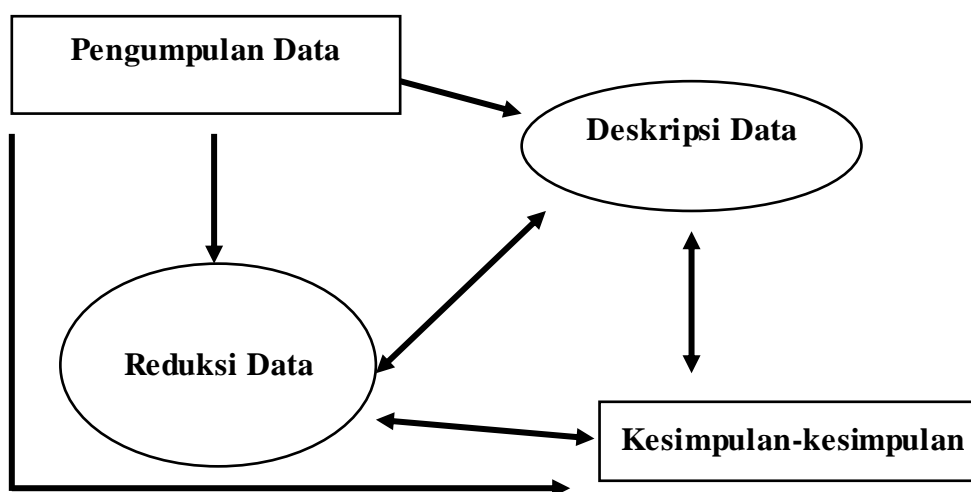 Pengumpulan Data
Deskripsi Data
Reduksi Data
Kesimpulan-kesimpulan